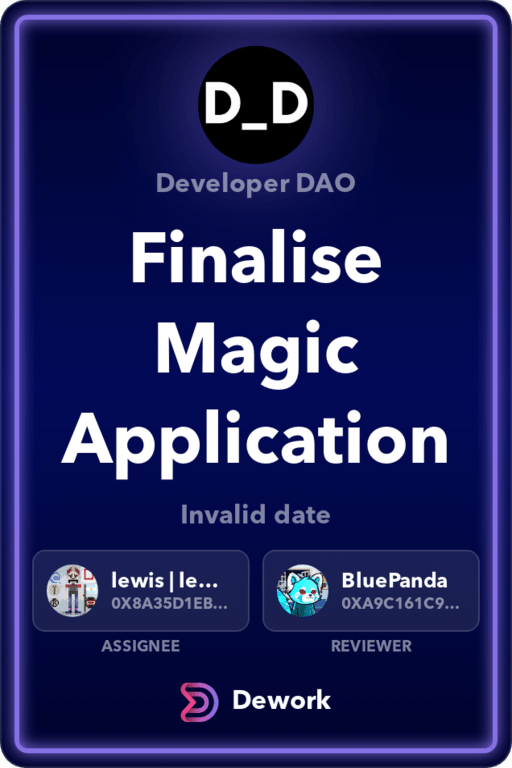 D_D
Developer DAO
Finalise
Magic
Application
Invalid date
lewis | le...
0X8A35D1EB...
BluePanda
0XA9C161C9...
ASSIGNEE
REVIEWER
Dework